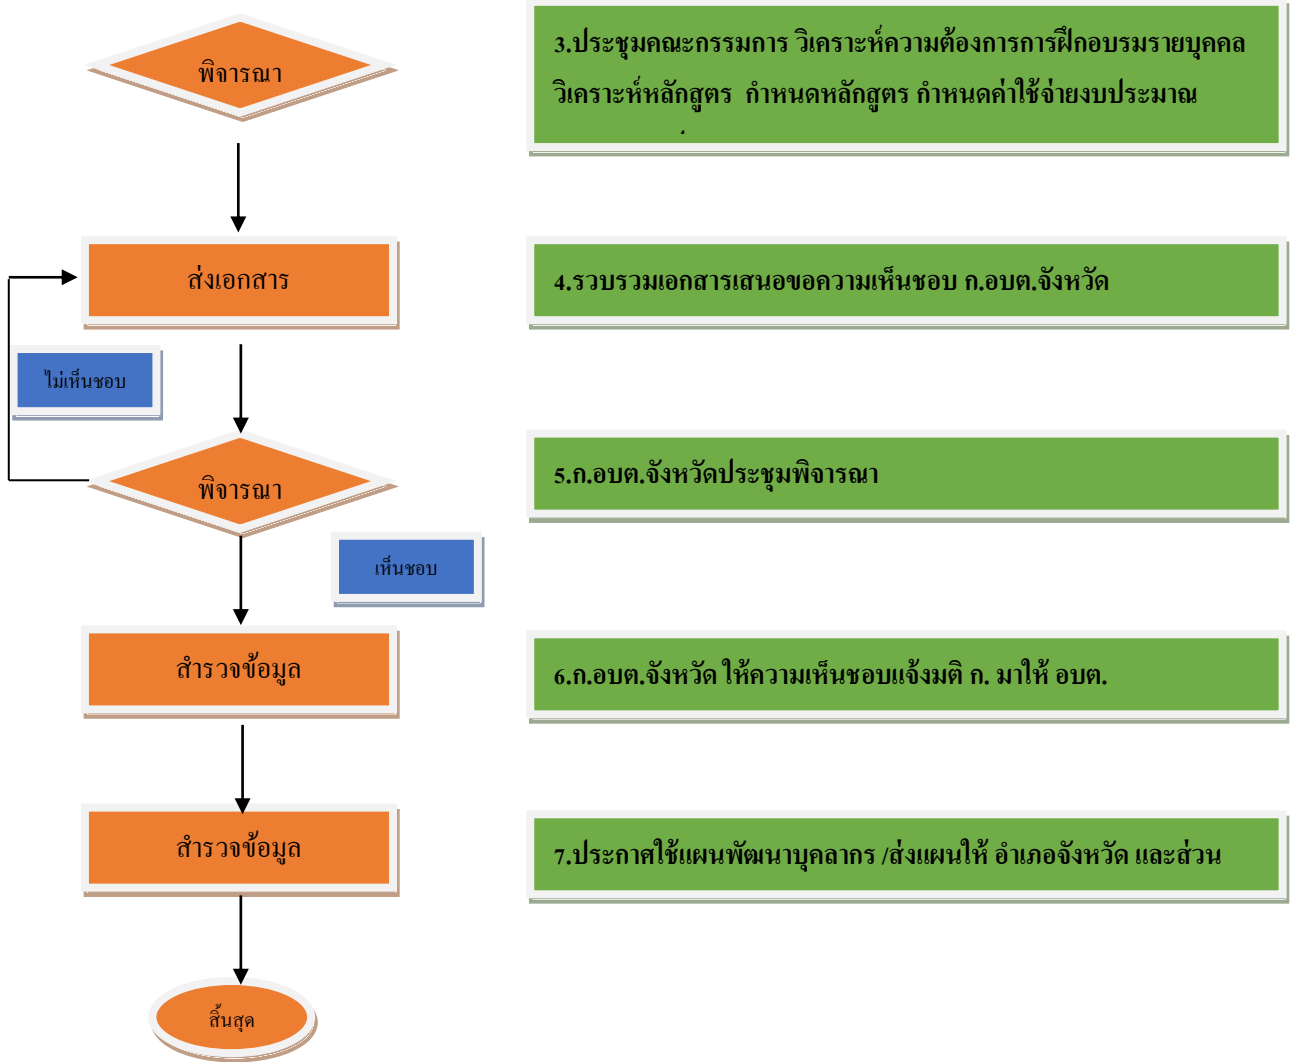 พิจารณา
3.ประชุมคณะกรรมการ วิเคราะห์ความต้องการการฝึกอบรมรายบุคคล
วิเคราะห์หลักสูตร กำหนดหลักสูตร กำหนดค่าใช้จ่ายงบประมาณ
ส่งเอกสาร
4.รวบรวมเอกสารเสนอขอความเห็นชอบ ก.อบต.จังหวัด
ไม่เห็นชอบ
พิจารณา
5.ก.อบต.จังหวัดประชุมพิจารณา
เห็นชอบ
สำรวจข้อมูล
6.ก.อบต.จังหวัด ให้ความเห็นชอบแจ้งมติ ก. มาให้ อบต.
สำรวจข้อมูล
7.ประกาศใช้แผนพัฒนาบุคลากร /ส่งแผนให้ อำเภอจังหวัด และส่วน
สิ้นสุด